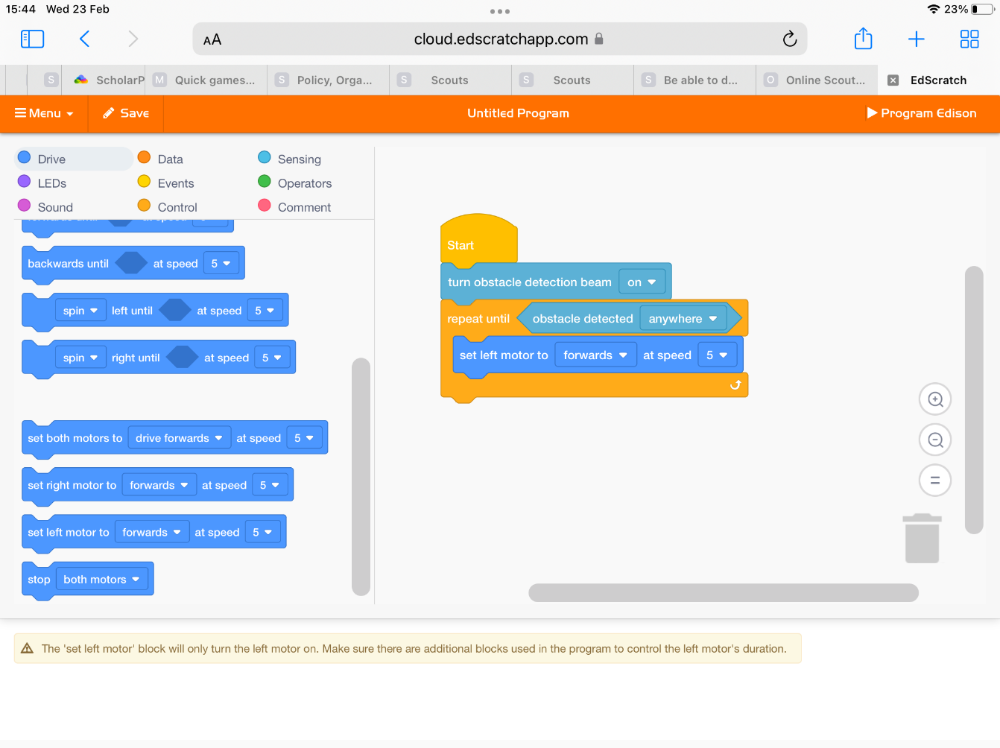 15:44 Wed 23 Feb
23%
AA
cloud.edscratchapp.com
S
ScholarP
M Quick games...
S Policy, Orga...
S Scouts
S Scouts
S Be able to d...
O Online Scout...
EdScratch
Menu
Save
Untitled Program
Program Edison
Drive
Data
Sensing
LEDs
Events
Operators
Sound
Control
Comment
backwards until at speed 5
spin left until at speed 5
spin right until at speed 5
set both motors to drive forwards at speed 5
set right motor to forwards at speed 5
set left motor to forwards at speed 5
stop both motors
Start
turn obstacle detection beam on
repeat until obstacle detected anywhere
set left motor to forwards at speed 5
The 'set left motor' block will only turn the left motor on. Make sure there are additional blocks used in the program to control the left motor's duration.